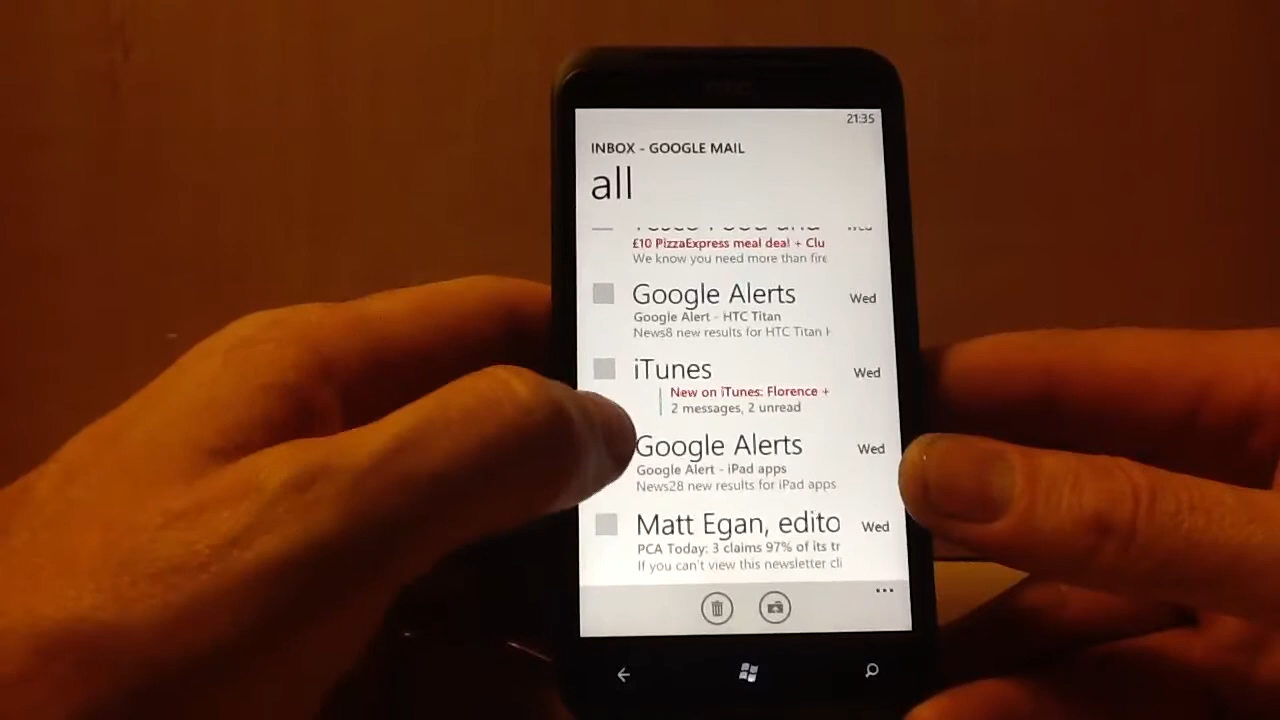 21:35
INBOX - GOOGLE MAIL
all
£10 PizzaExpress meal deal + Clu
We know you need more than fire
Google Alerts Wed
Google Alert - HTC Titan
News8 new results for HTC Titan
iTunes Wed
New on iTunes: Florence +
2 messages, 2 unread
Google Alerts Wed
Google Alert - iPad apps
News28 new results for iPad apps
Matt Egan, edito Wed
PCA Today: 3 claims 97% of its tr
If you can't view this newsletter cli
...